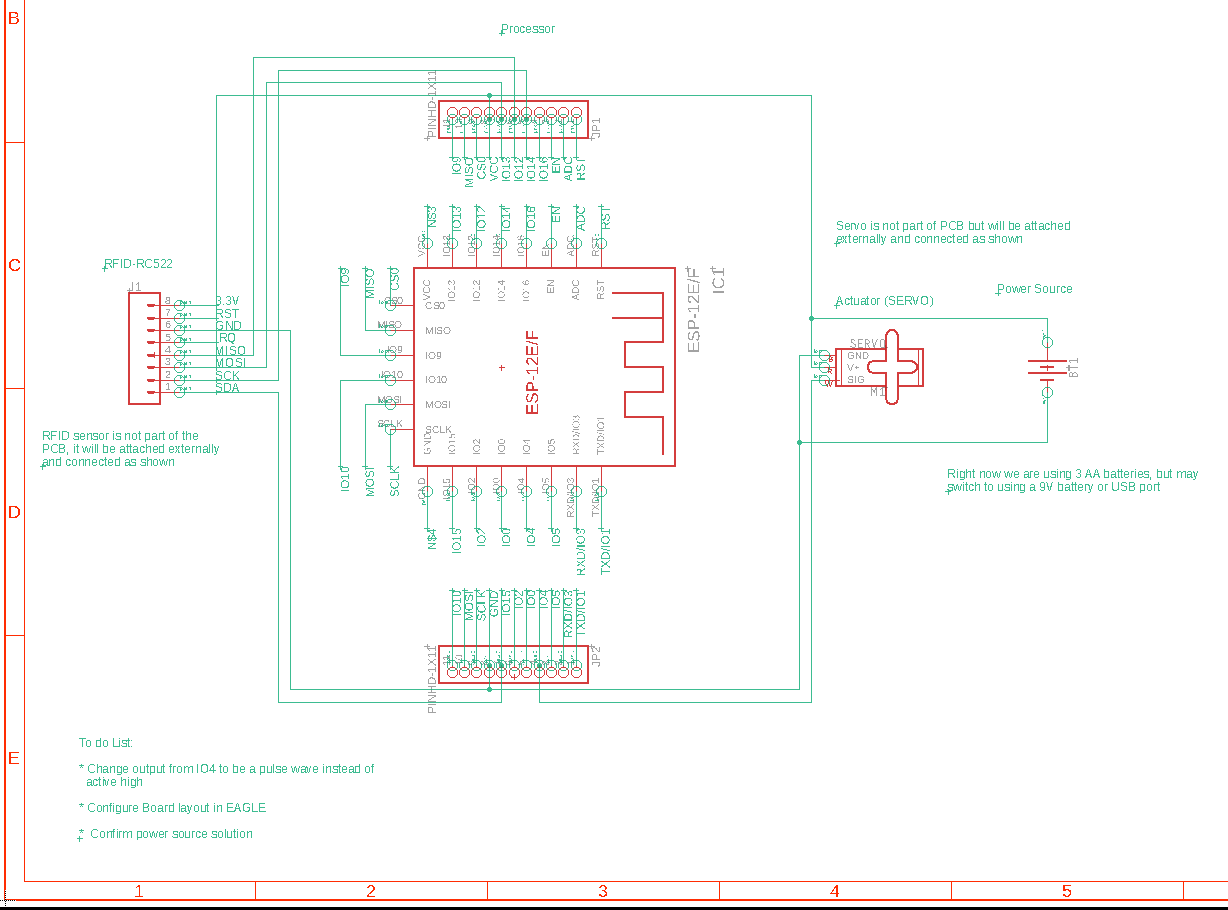 B
Processor
PINHD-1X11
JP1
IO9
MISO
CS0
VCC
IO13
IO12
IO14
IO16
EN
ADC
RST
Servo is not part of PCB but will be attached
externally and connected as shown
C
RFID-RC522
J1
8 3.3V
7 RST
6 GND
5 IRQ
4 MISO
3 MOSI
2 SCK
1 SDA
N$3
IO13
IO12
IO14
IO16
EN
ADC
RST
IO9
MISO
CS0
VCC
IO13
IO12
IO14
IO16
EN
ADC
RST
CS0
MISO
IO9
IO10
MOSI
SCLK
ESP-12E/F
ESP-12E/F
IC1
GND
IO15
IO2
IO0
IO4
IO5
RXD/IO3
TXD/IO1
IO10
MOSI
SCLK
Actuator (SERVO)
Power Source
SERVO
GND
V+
SIG
M1
BT1
RFID sensor is not part of the
PCB, it will be attached externally
and connected as shown
Right now we are using 3 AA batteries, but may
switch to using a 9V battery or USB port
D
N$4
IO15
IO2
IO0
IO4
IO5
RXD/IO3
TXD/IO1
IO10
MOSI
SCLK
GND
IO15
IO2
IO0
IO4
IO5
RXD/IO3
TXD/IO1
PINHD-1X11
JP2
To do List:
* Change output from IO4 to be a pulse wave instead of
active high
* Configure Board layout in EAGLE
* Confirm power source solution
E
1 2 3 4 5